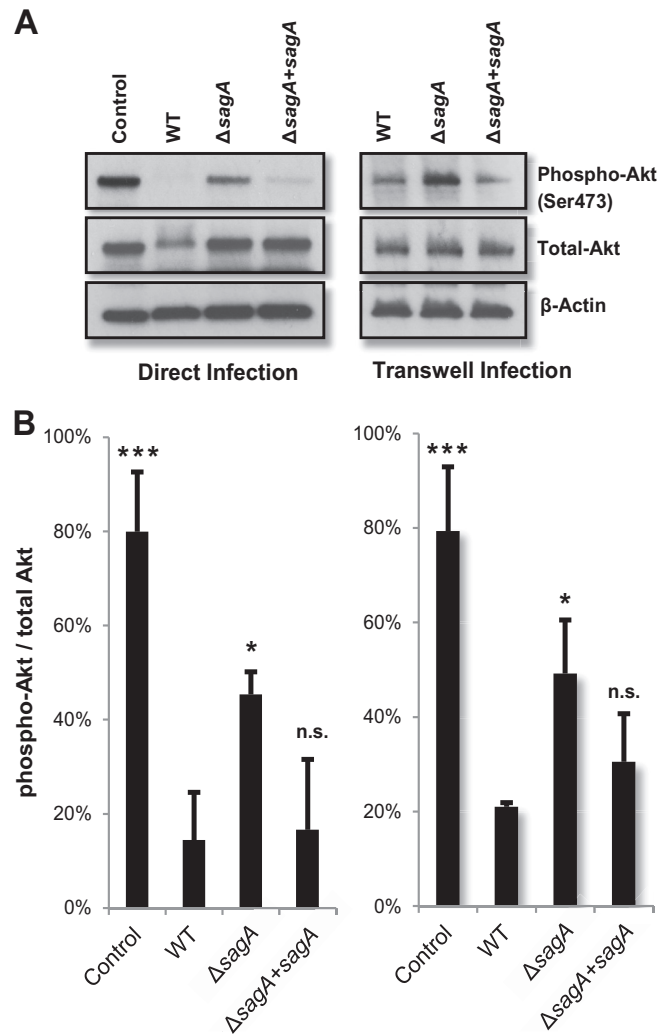 A
Control
WT
ΔsagA
ΔsagA+sagA
WT
ΔsagA
ΔsagA+sagA
Phospho-Akt
(Ser473)
Total-Akt
β-Actin
Direct Infection
Transwell Infection
B
phospho-Akt / total Akt
100%
80%
60%
40%
20%
0%
***
*
n.s.
Control
WT
ΔsagA
ΔsagA+sagA
100%
80%
60%
40%
20%
0%
***
*
n.s.
Control
WT
ΔsagA
ΔsagA+sagA